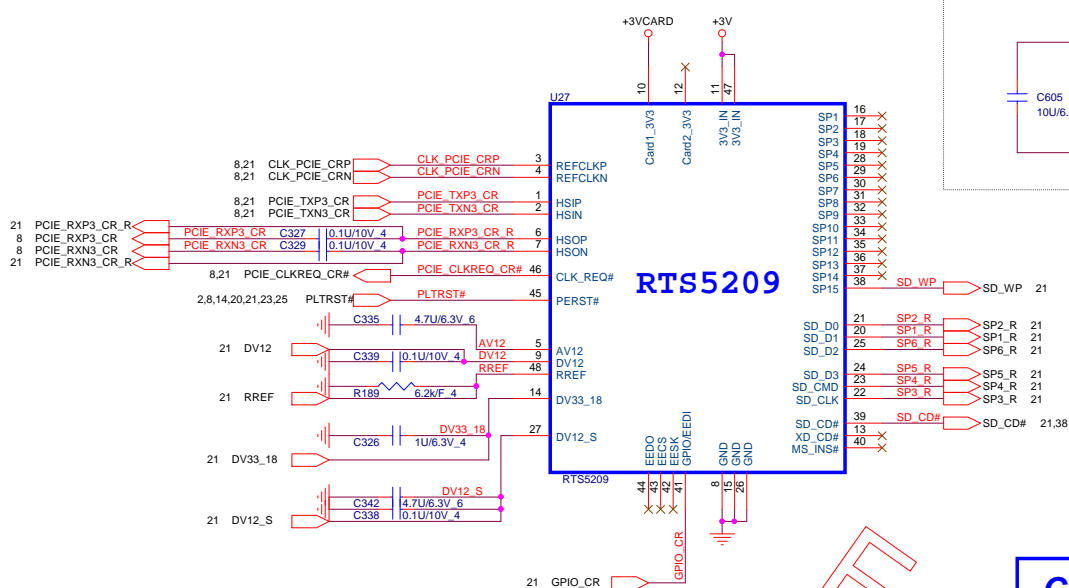 +3VCARD
+3V
C605
10U/6.
U27
10
12
11
47
Card1_3V3
Card2_3V3
3V3_IN
3V3_IN
SP1 16
SP2 17
SP3 18
SP4 19
SP5 28
SP6 29
SP7 30
SP8 31
SP9 32
SP10 33
SP11 34
SP12 35
SP13 36
SP14 37
SP15 38 SD_WP SD_WP 21
8,21 CLK_PCIE_CRP CLK_PCIE_CRP 3 REFCLKP
8,21 CLK_PCIE_CRN CLK_PCIE_CRN 4 REFCLKN
8,21 PCIE_TXP3_CR PCIE_TXP3_CR 1 HSIP
8,21 PCIE_TXN3_CR PCIE_TXN3_CR 2 HSIN
21 PCIE_RXP3_CR_R
8 PCIE_RXP3_CR PCIE_RXP3_CR C327 0.1U/10V_4 PCIE_RXP3_CR_R 6 HSOP
8 PCIE_RXN3_CR PCIE_RXN3_CR C329 0.1U/10V_4 PCIE_RXN3_CR_R 7 HSON
21 PCIE_RXN3_CR_R
8,21 PCIE_CLKREQ_CR# PCIE_CLKREQ_CR# 46 CLK_REQ#
RTS5209
2,8,14,20,21,23,25 PLTRST# PLTRST# 45 PERST#
C335 4.7U/6.3V_6
21 DV12 AV12 5 AV12
C339 0.1U/10V_4 DV12 9 DV12
RREF 48 RREF
21 RREF R189 6.2k/F_4
14 DV33_18
C326 1U/6.3V_4 DV33_18 27 DV12_S
21 DV33_18
DV12_S
C342 4.7U/6.3V_6
21 DV12_S C338 0.1U/10V_4
SD_D0 21 SP2_R SP2_R 21
SD_D1 20 SP1_R SP1_R 21
SD_D2 25 SP6_R SP6_R 21
SD_D3 24 SP5_R SP5_R 21
SD_CMD 23 SP4_R SP4_R 21
SD_CLK 22 SP3_R SP3_R 21
SD_CD# 39 SD_CD# SD_CD# 21,38
XD_CD# 13
MS_INS# 40
EEDO
EECS
EESK
GPIO/EEDI
GND
GND
GND
RTS5209
44
43
42
41
8
15
26
GPIO_CR
21 GPIO_CR